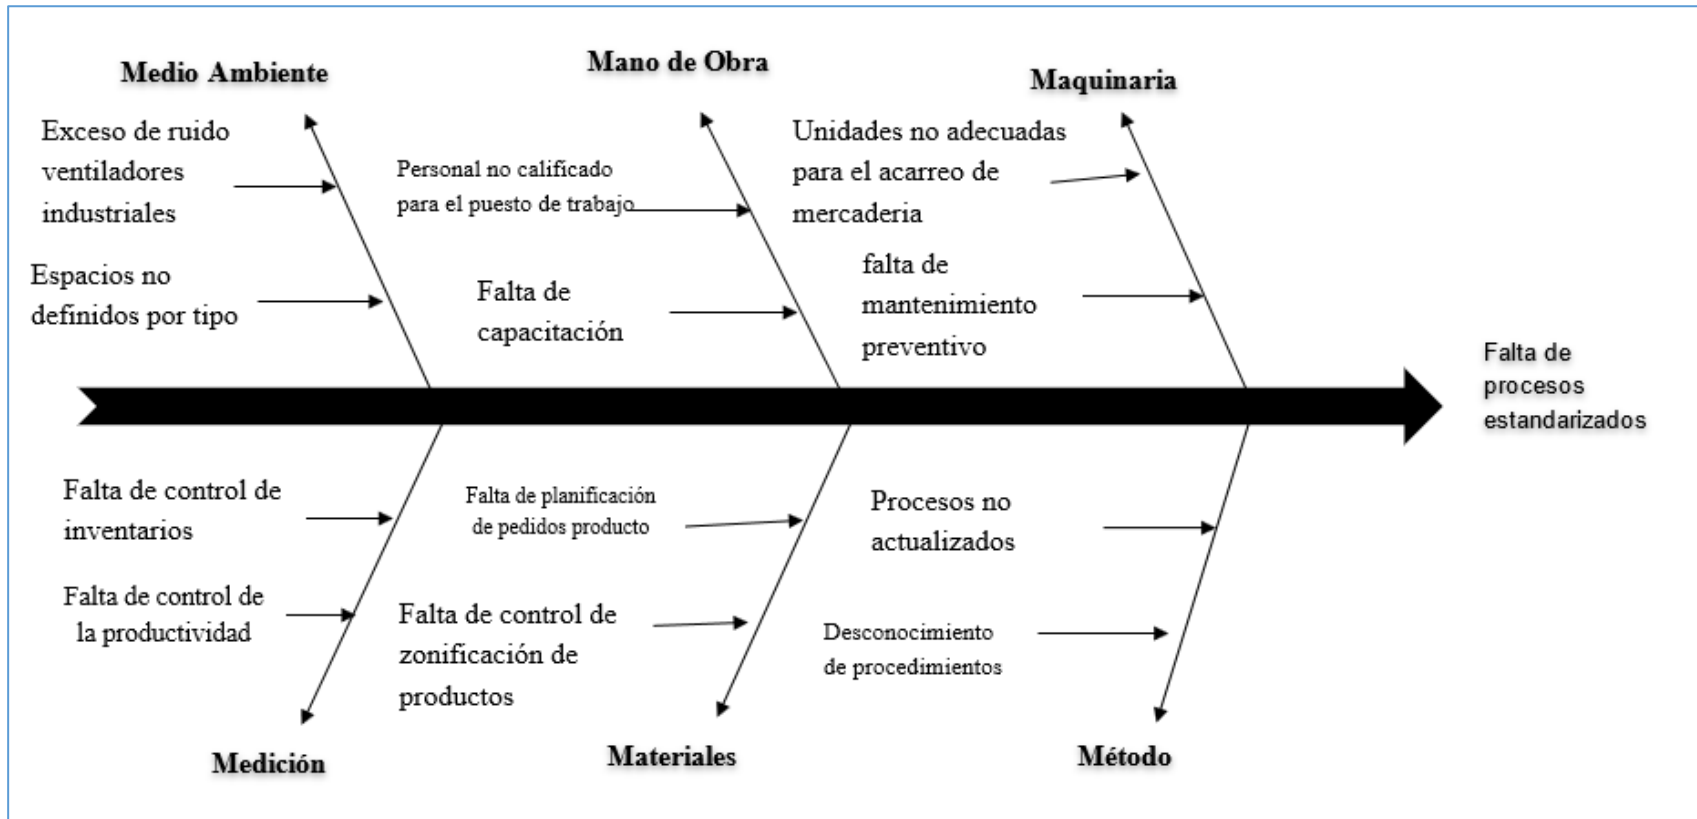 Medio Ambiente
Exceso de ruido
ventiladores
industriales
Espacios no
definidos por tipo
Mano de Obra
Personal no calificado
para el puesto de trabajo
Falta de
capacitación
Maquinaria
Unidades no adecuadas
para el acarreo de
mercaderia
falta de
mantenimiento
preventivo
Falta de
procesos
estandarizados
Falta de control de
inventarios
Falta de control de
la productividad
Medición
Falta de planificación
de pedidos producto
Falta de control de
zonificación de
productos
Materiales
Procesos no
actualizados
Desconocimiento
de procedimientos
Método